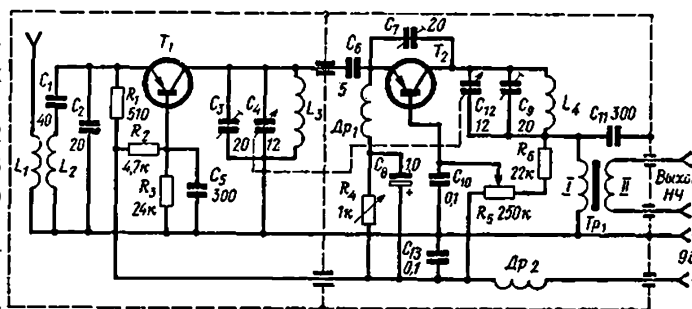 T₁
C₆
5
C₇
20
T₂
C₁
40
C₂
20
R₁
510
R₂
4,7к
R₃
24к
C₅
300
C₃
20
C₄
12
L₃
Др₁
C₈
10
+
R₄
1к
C₁₀
0,1
C₁₃
0,1
R₅ 250к
C₁₂
12
C₉
20
L₄
R₆
22к
C₁₁ 300
I
II
Тр₁
Выхо
НЧ
L₁
L₂
Др₂